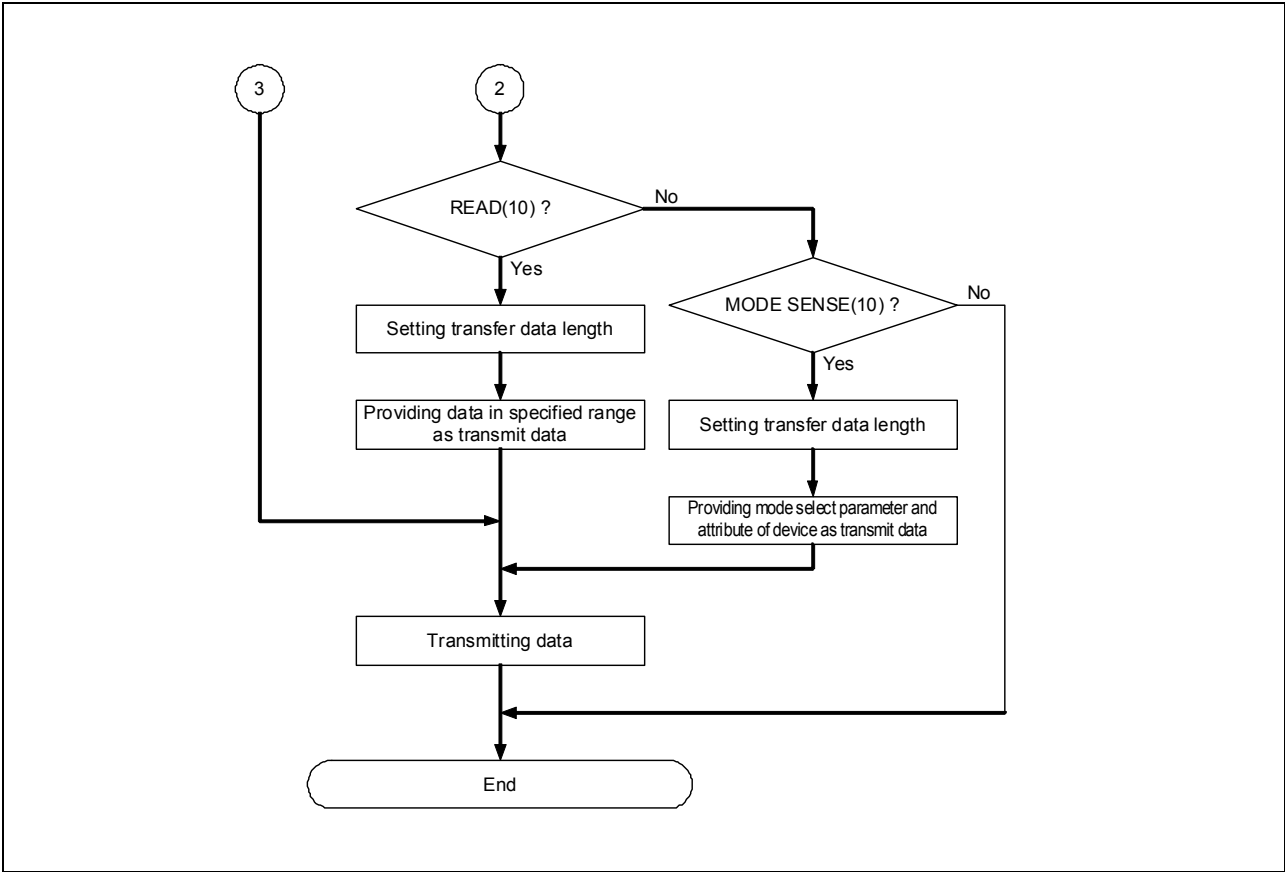 3
2
READ(10) ?
No
Yes
MODE SENSE(10) ?
No
Setting transfer data length
Yes
Providing data in specified range
as transmit data
Setting transfer data length
Providing mode select parameter and
attribute of device as transmit data
Transmitting data
End